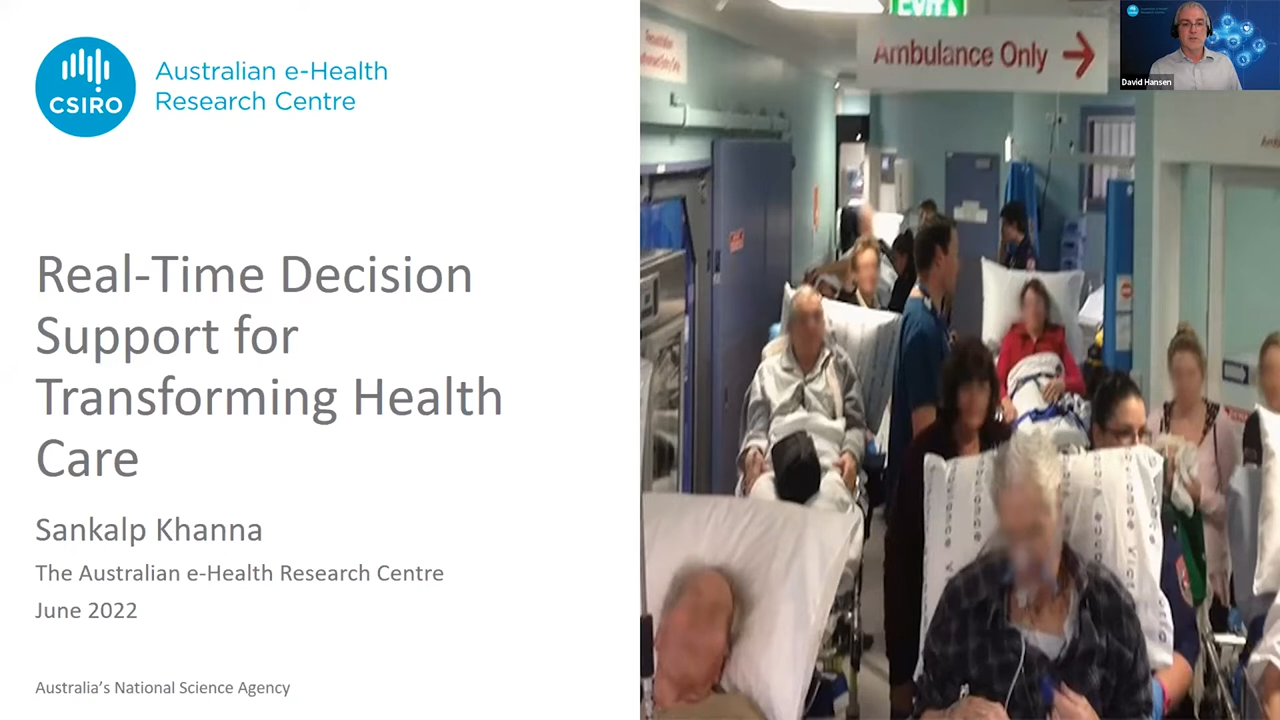 CSIRO
Australian e-Health
Research Centre
Real-Time Decision
Support for
Transforming Health
Care
Sankalp Khanna
The Australian e-Health Research Centre
June 2022
Australia's National Science Agency
EXIT
Ambulance Only →
David Hansen